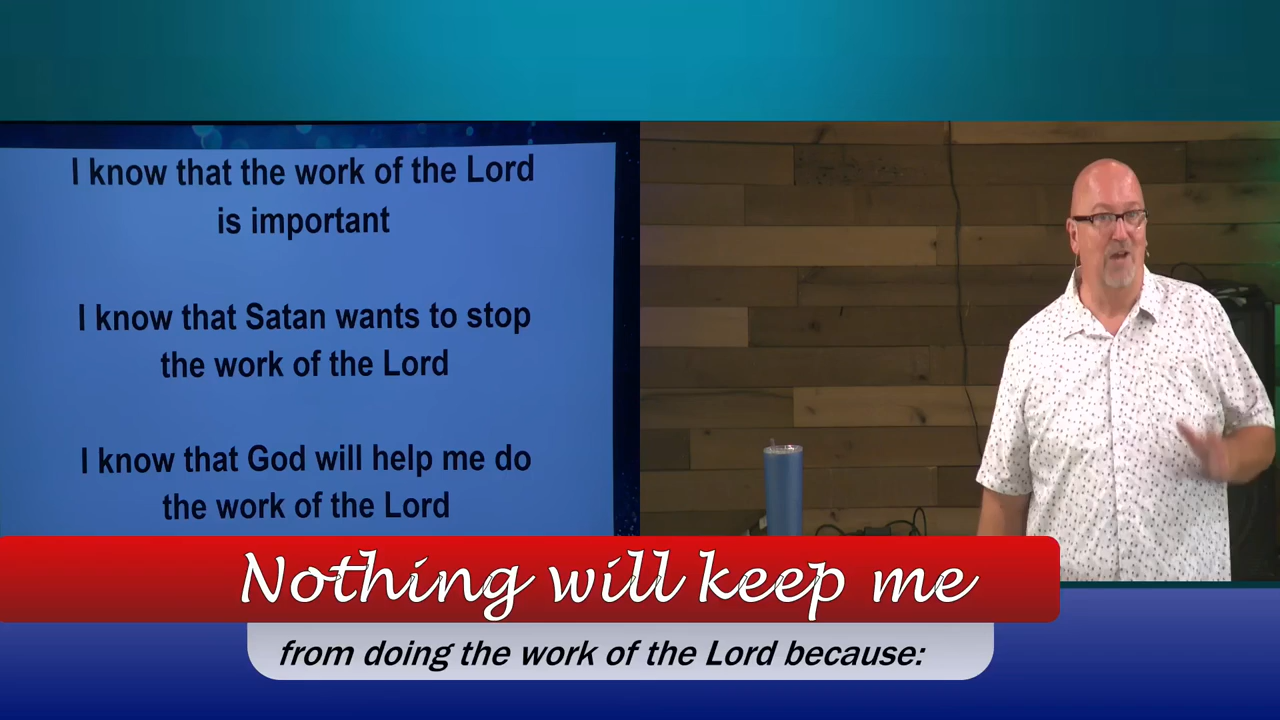 I know that the work of the Lord
is important
I know that Satan wants to stop
the work of the Lord
I know that God will help me do
the work of the Lord
Nothing will keep me
from doing the work of the Lord because: